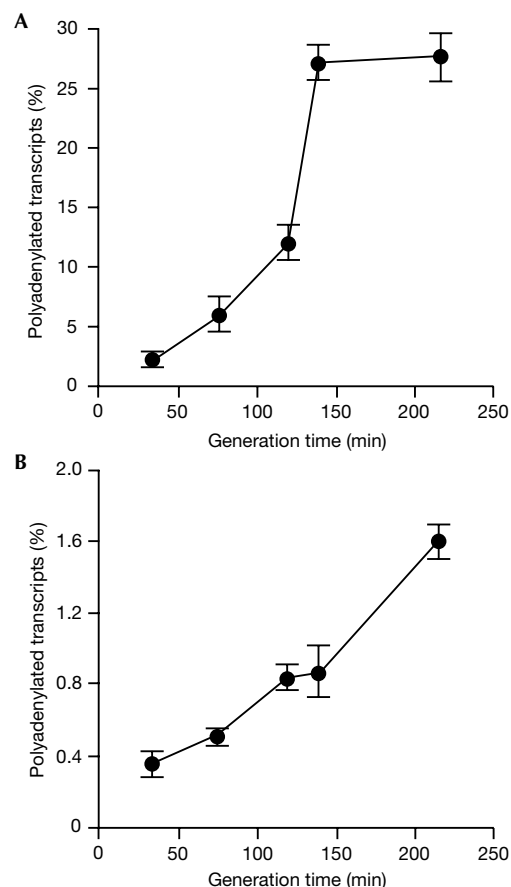 A
Polyadenylated transcripts (%)
30
25
20
15
10
5
0
0 50 100 150 200 250
Generation time (min)
B
Polyadenylated transcripts (%)
2.0
1.6
1.2
0.8
0.4
0
0 50 100 150 200 250
Generation time (min)